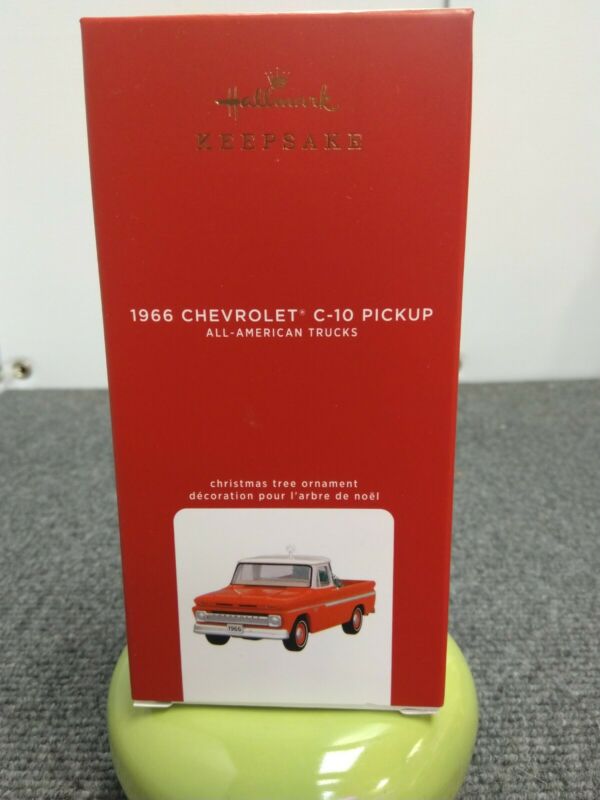 Hallmark
KEEPSAKE
1966 CHEVROLET® C-10 PICKUP
ALL-AMERICAN TRUCKS
christmas tree ornament
décoration pour l'arbre de noël
1966